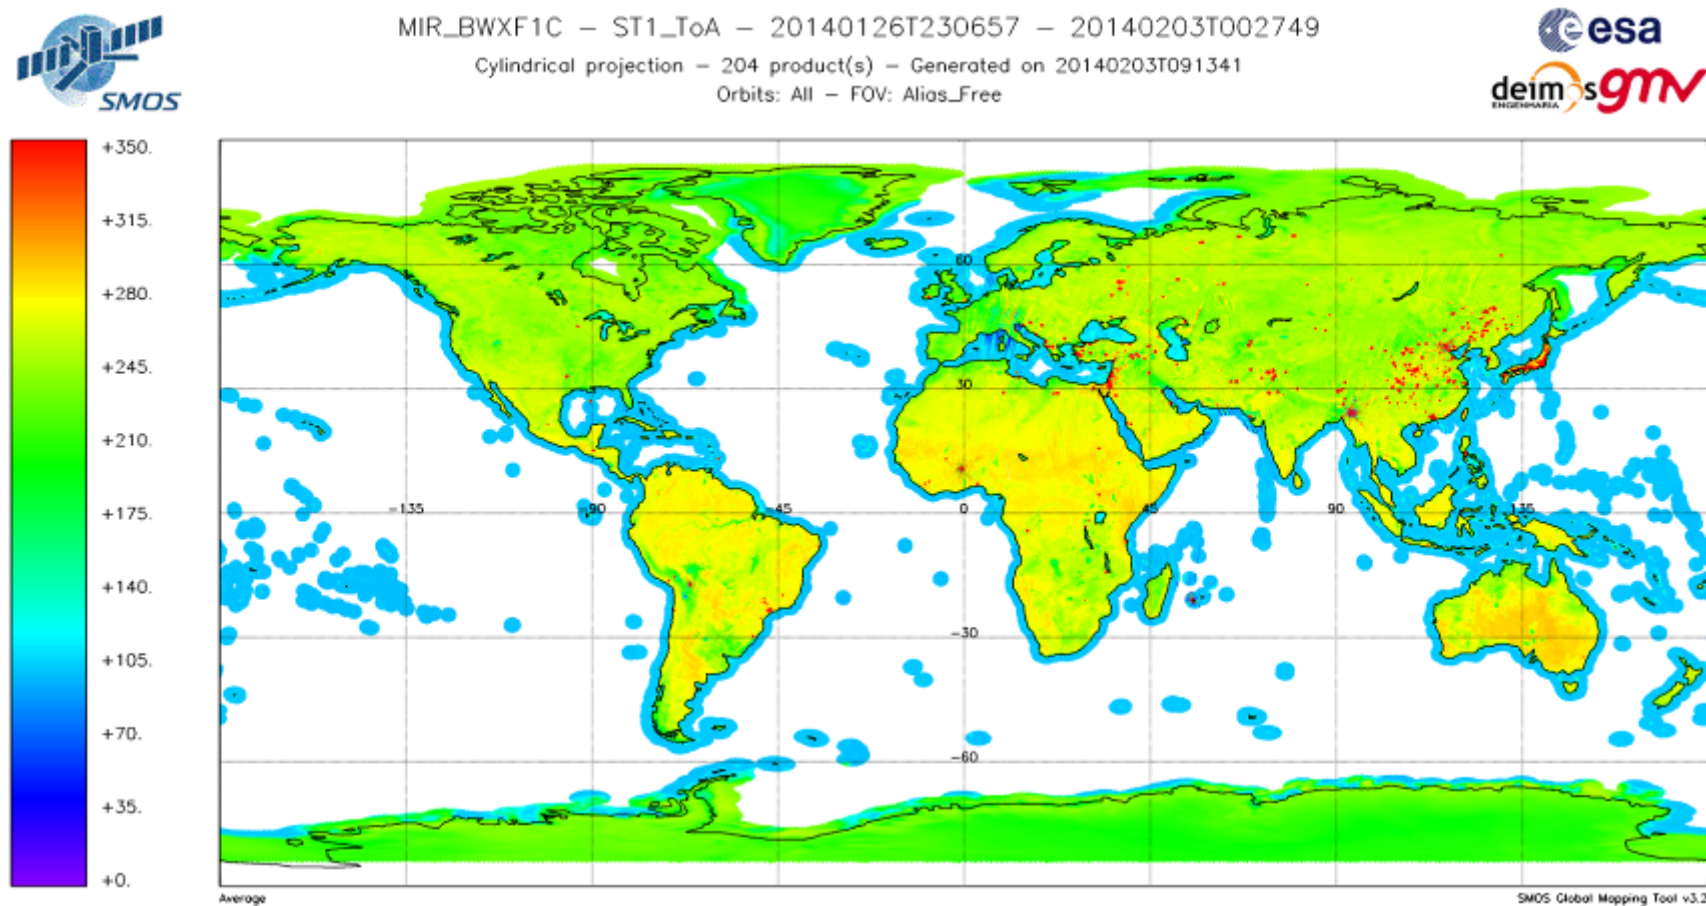 MIR_BWXF1C - ST1_ToA - 20140126T230657 - 20140203T002749
Cylindrical projection - 204 product(s) - Generated on 20140203T091341
Orbits: All - FOV: Alias_Free
SMOS
esa
deimos gmv
ENGENHARIA
+350.
+315.
+280.
+245.
+210.
+175.
+140.
+105.
+70.
+35.
+0.
60
30
-135 -90 -45 0 45 90 135
-30
-60
Average
SMOS Global Mapping Tool